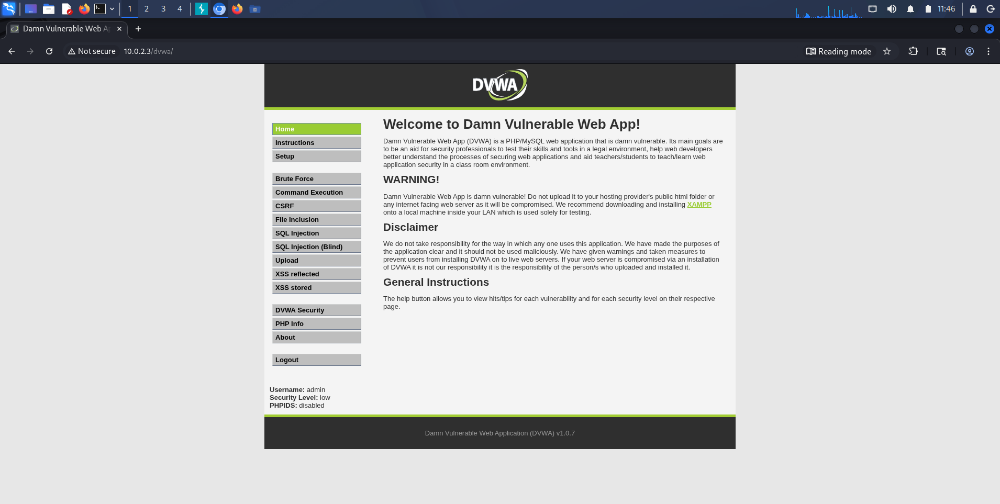 1 2 3 4 11:46
Damn Vulnerable Web Ap
Not secure 10.0.2.3/dvwa/ Reading mode
DVWA
Home
Instructions
Setup
Brute Force
Command Execution
CSRF
File Inclusion
SQL Injection
SQL Injection (Blind)
Upload
XSS reflected
XSS stored
DVWA Security
PHP Info
About
Logout
Username: admin
Security Level: low
PHPIDS: disabled
Welcome to Damn Vulnerable Web App!
Damn Vulnerable Web App (DVWA) is a PHP/MySQL web application that is damn vulnerable. Its main goals are
to be an aid for security professionals to test their skills and tools in a legal environment, help web developers
better understand the processes of securing web applications and aid teachers/students to teach/learn web
application security in a class room environment.
WARNING!
Damn Vulnerable Web App is damn vulnerable! Do not upload it to your hosting provider's public html folder or
any internet facing web server as it will be compromised. We recommend downloading and installing XAMPP
onto a local machine inside your LAN which is used solely for testing.
Disclaimer
We do not take responsibility for the way in which any one uses this application. We have made the purposes of
the application clear and it should not be used maliciously. We have given warnings and taken measures to
prevent users from installing DVWA on to live web servers. If your web server is compromised via an installation
of DVWA it is not our responsibility it is the responsibility of the person/s who uploaded and installed it.
General Instructions
The help button allows you to view hits/tips for each vulnerability and for each security level on their respective
page.
Damn Vulnerable Web Application (DVWA) v1.0.7